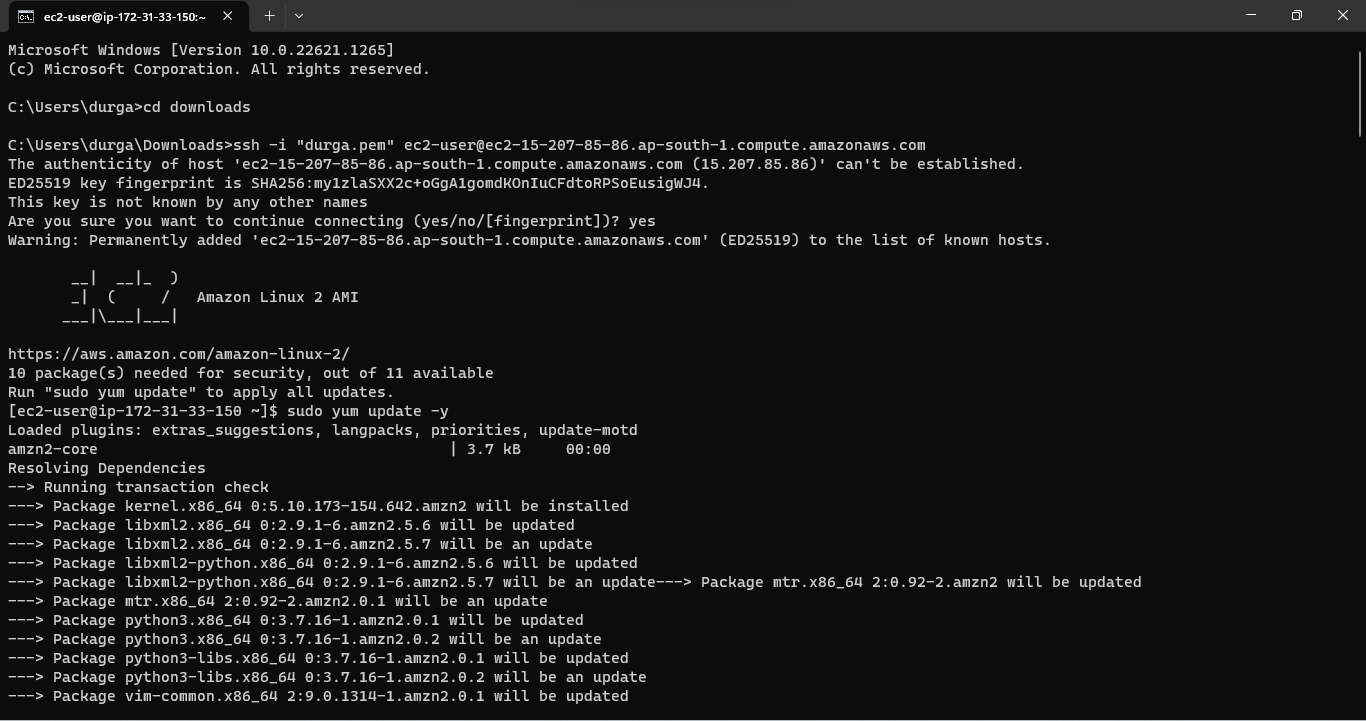 ec2-user@ip-172-31-33-150:~
Microsoft Windows [Version 10.0.22621.1265]
(c) Microsoft Corporation. All rights reserved.
C:\Users\durga>cd downloads
C:\Users\durga\Downloads>ssh -i "durga.pem" ec2-user@ec2-15-207-85-86.ap-south-1.compute.amazonaws.com
The authenticity of host 'ec2-15-207-85-86.ap-south-1.compute.amazonaws.com (15.207.85.86)' can't be established.
ED25519 key fingerprint is SHA256:my1zlaSXX2c+oGgA1gomdKOnIuCFdtoRPSoEusigWJ4.
This key is not known by any other names
Are you sure you want to continue connecting (yes/no/[fingerprint])? yes
Warning: Permanently added 'ec2-15-207-85-86.ap-south-1.compute.amazonaws.com' (ED25519) to the list of known hosts.
       __|  __|_  )
       _|  (     /   Amazon Linux 2 AMI
      ___|\___|___|
https://aws.amazon.com/amazon-linux-2/
10 package(s) needed for security, out of 11 available
Run "sudo yum update" to apply all updates.
[ec2-user@ip-172-31-33-150 ~]$ sudo yum update -y
Loaded plugins: extras_suggestions, langpacks, priorities, update-motd
amzn2-core                                       | 3.7 kB     00:00
Resolving Dependencies
--> Running transaction check
---> Package kernel.x86_64 0:5.10.173-154.642.amzn2 will be installed
---> Package libxml2.x86_64 0:2.9.1-6.amzn2.5.6 will be updated
---> Package libxml2.x86_64 0:2.9.1-6.amzn2.5.7 will be an update
---> Package libxml2-python.x86_64 0:2.9.1-6.amzn2.5.6 will be updated
---> Package libxml2-python.x86_64 0:2.9.1-6.amzn2.5.7 will be an update---> Package mtr.x86_64 2:0.92-2.amzn2 will be updated
---> Package mtr.x86_64 2:0.92-2.amzn2.0.1 will be an update
---> Package python3.x86_64 0:3.7.16-1.amzn2.0.1 will be updated
---> Package python3.x86_64 0:3.7.16-1.amzn2.0.2 will be an update
---> Package python3-libs.x86_64 0:3.7.16-1.amzn2.0.1 will be updated
---> Package python3-libs.x86_64 0:3.7.16-1.amzn2.0.2 will be an update
---> Package vim-common.x86_64 2:9.0.1314-1.amzn2.0.1 will be updated